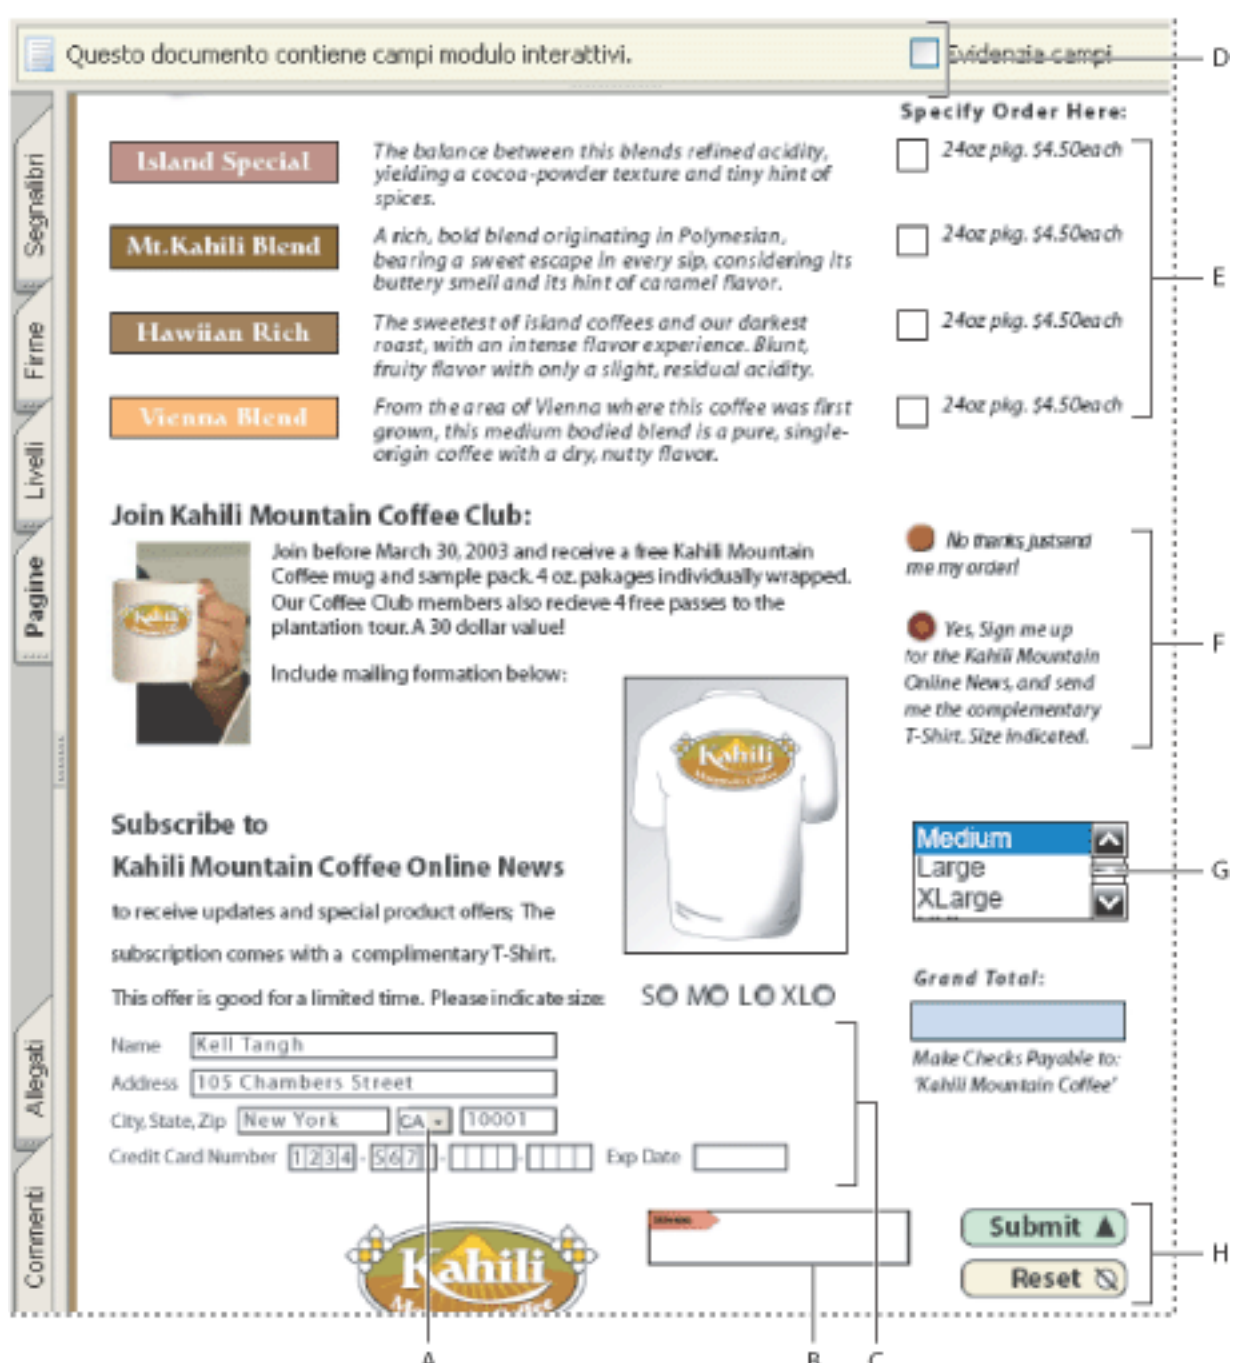 Questo documento contiene campi modulo interattivi.
Evidenzia campi
D
Segnalibri
Firme
Livelli
Pagine
Allegati
Commenti
Specify Order Here:
Island Special
The balance between this blends refined acidity,
yielding a cocoa-powder texture and tiny hint of
spices.
24oz pkg. $4.50each
Mt.Kahili Blend
A rich, bold blend originating in Polynesian,
bearing a sweet escape in every sip, considering its
buttery smell and its hint of caramel flavor.
24oz pkg. $4.50each
E
Hawiian Rich
The sweetest of island coffees and our darkest
roast, with an intense flavor experience. Blunt,
fruity flavor with only a slight, residual acidity.
24oz pkg. $4.50each
Vienna Blend
From the area of Vienna where this coffee was first
grown, this medium bodied blend is a pure, single-
origin coffee with a dry, nutty flavor.
24oz pkg. $4.50each
Join Kahili Mountain Coffee Club:
Join before March 30, 2003 and receive a free Kahili Mountain
Coffee mug and sample pack. 4 oz. pakages individually wrapped.
Our Coffee Club members also recieve 4 free passes to the
plantation tour. A 30 dollar value!
Include mailing formation below:
Kahili
No thanks, just send
me my order!
Yes, Sign me up
for the Kahili Mountain
Online News, and send
me the complementary
T-Shirt. Size indicated.
F
Kahili
Mountain Coffee
Subscribe to
Kahili Mountain Coffee Online News
to receive updates and special product offers; The
subscription comes with a complimentary T-Shirt.
This offer is good for a limited time. Please indicate size:
S M L XL
Medium
Large
XLarge
G
Grand Total:
Make Checks Payable to:
'Kahili Mountain Coffee'
Name Kell Tangh
Address 105 Chambers Street
City, State, Zip New York CA 10001
Credit Card Number 1234 - 567 - - Exp Date
Kahili
Mountain Coffee
Submit
Reset
H
A
B
C